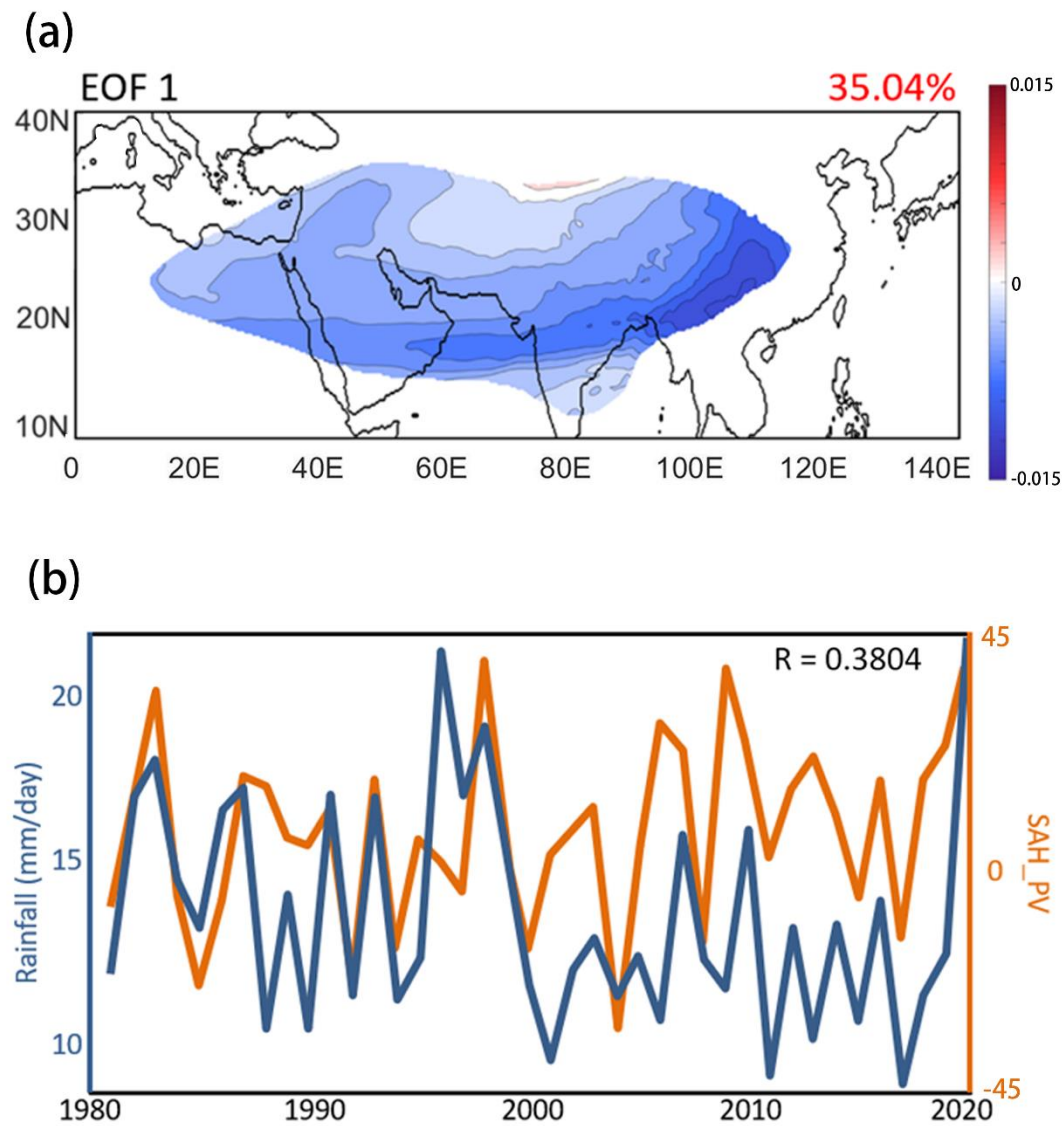 (a)
EOF 1 35.04%
0.015
0
-0.015
40N
30N
20N
10N
0 20E 40E 60E 80E 100E 120E 140E
(b)
R = 0.3804
Rainfall (mm/day)
20
15
10
45
0
-45
SAH_PV
1980 1990 2000 2010 2020